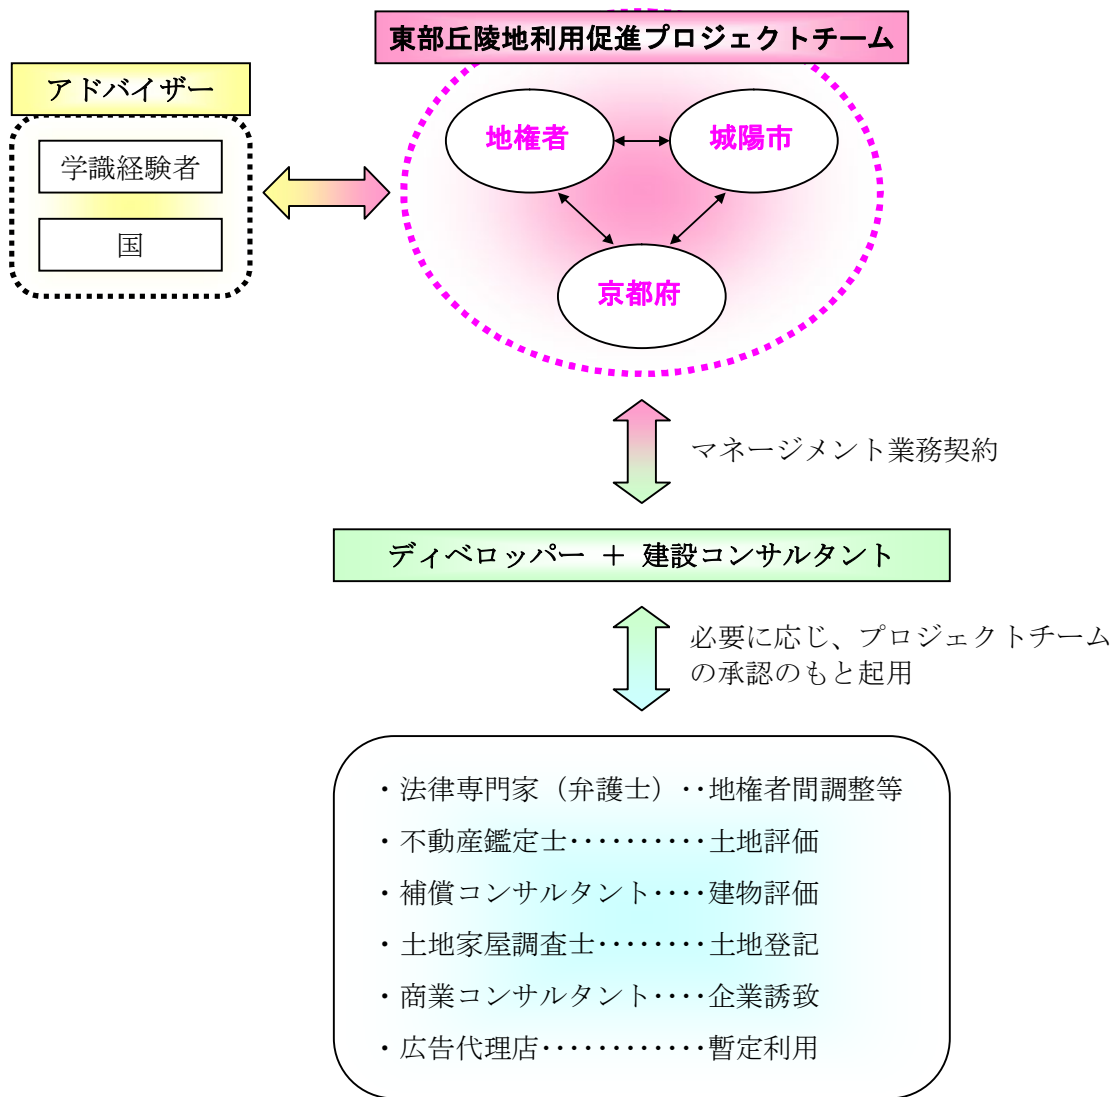 東部丘陵地利用促進プロジェクトチーム
アドバイザー
学識経験者
国
地権者
城陽市
京都府
マネージメント業務契約
ディベロッパー ＋ 建設コンサルタント
必要に応じ、プロジェクトチーム
の承認のもと起用
・法律専門家（弁護士）‥地権者間調整等
・不動産鑑定士‥‥‥‥‥土地評価
・補償コンサルタント‥‥建物評価
・土地家屋調査士‥‥‥‥土地登記
・商業コンサルタント‥‥企業誘致
・広告代理店‥‥‥‥‥‥暫定利用